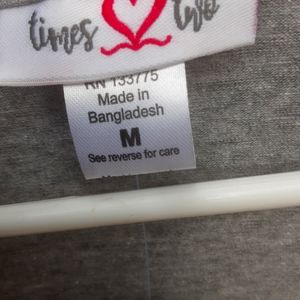 times two
RN 133775
Made in
Bangladesh
M
See reverse for care